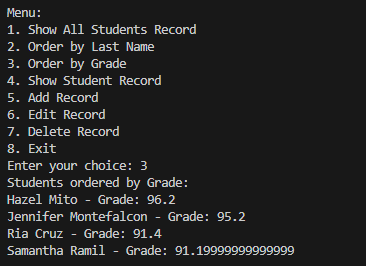 Menu:
1. Show All Students Record
2. Order by Last Name
3. Order by Grade
4. Show Student Record
5. Add Record
6. Edit Record
7. Delete Record
8. Exit
Enter your choice: 3
Students ordered by Grade:
Hazel Mito - Grade: 96.2
Jennifer Montefalcon - Grade: 95.2
Ria Cruz - Grade: 91.4
Samantha Ramil - Grade: 91.19999999999999